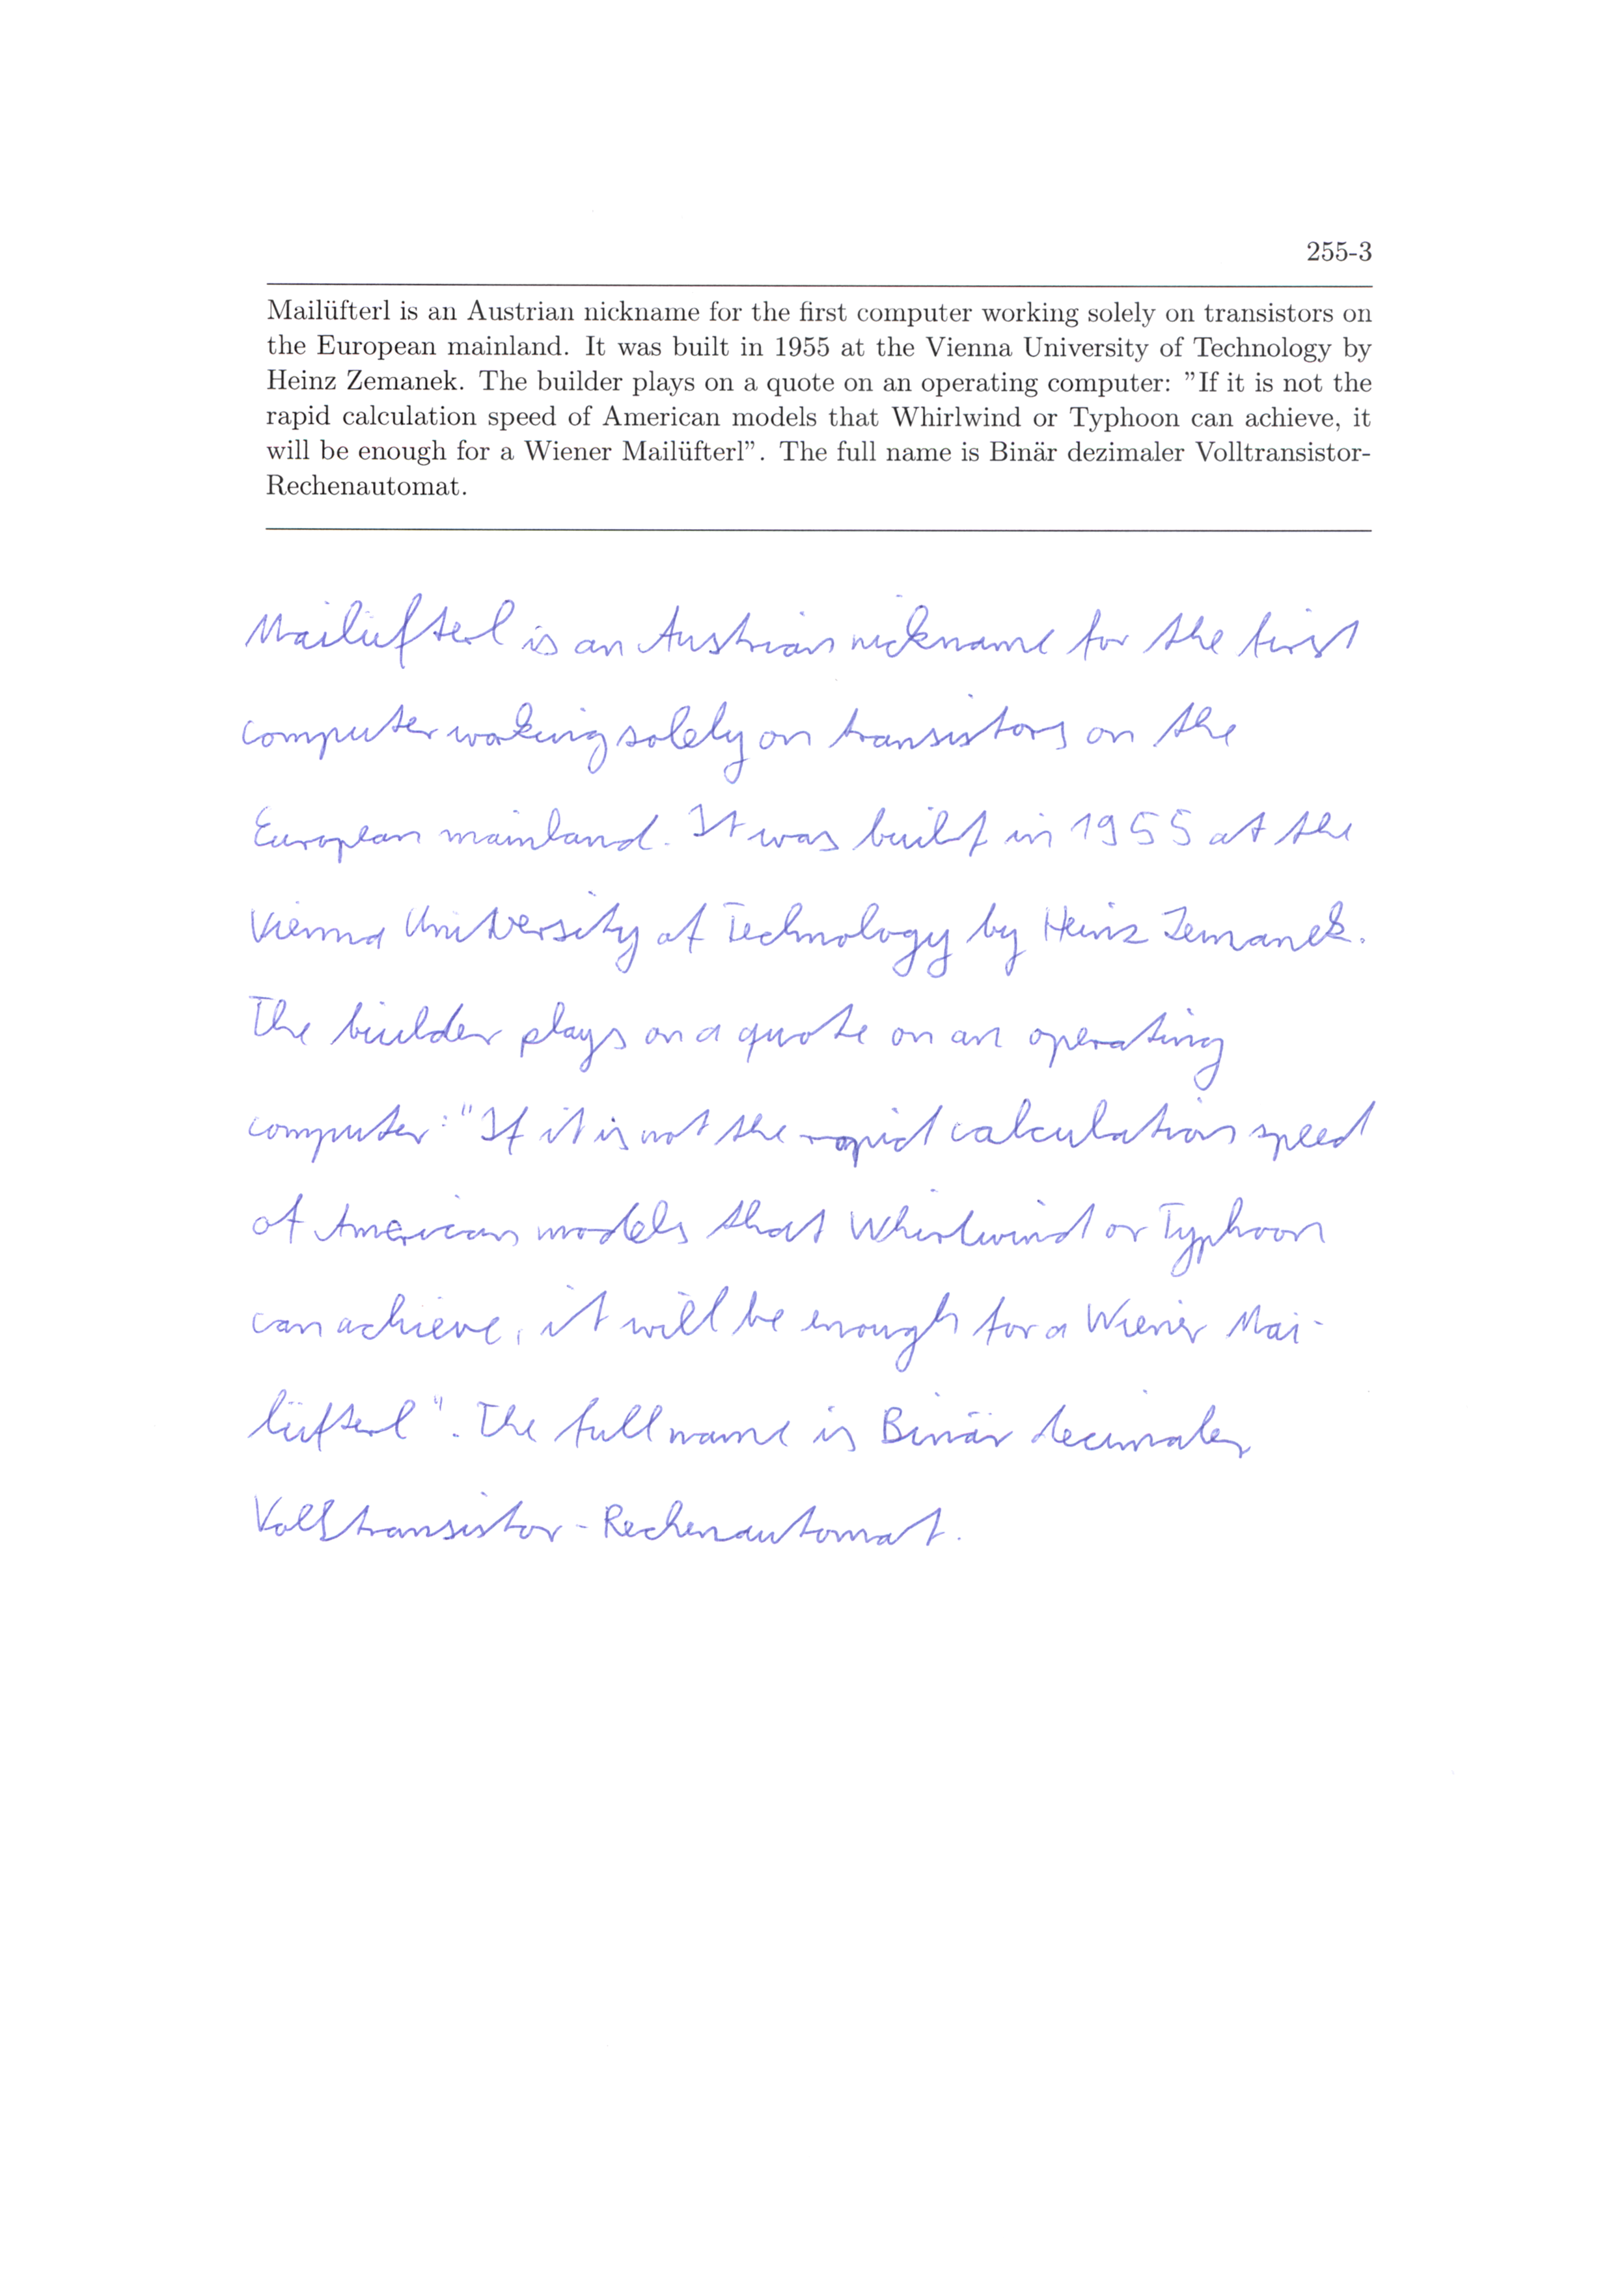 255-3
Mailüfterl is an Austrian nickname for the first computer working solely on transistors on
the European mainland. It was built in 1955 at the Vienna University of Technology by
Heinz Zemanek. The builder plays on a quote on an operating computer: ”If it is not the
rapid calculation speed of American models that Whirlwind or Typhoon can achieve, it
will be enough for a Wiener Mailüfterl”. The full name is Binär dezimaler Volltransistor-
Rechenautomat.
Mailüfterl is an Austrian nickname for the first
computer working solely on transistors on the
European mainland. It was built in 1955 at the
Vienna University of Technology by Heinz Zemanek.
The builder plays on a quote on an operating
computer: "If it is not the rapid calculation speed
of American models that Whirlwind or Typhoon
can achieve, it will be enough for a Wiener Mai-
lüfterl". The full name is Binär decimaler
Volltransistor-Rechenautomat.